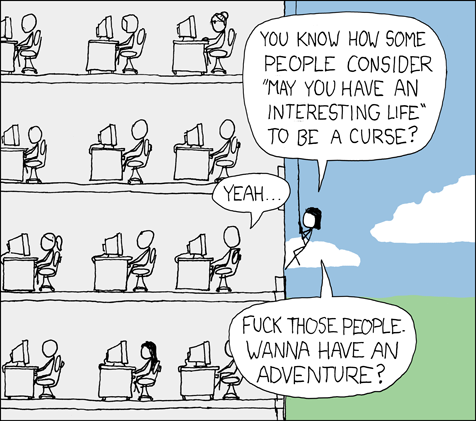 YOU KNOW HOW SOME
PEOPLE CONSIDER
"MAY YOU HAVE AN
INTERESTING LIFE"
TO BE A CURSE?
YEAH...
FUCK THOSE PEOPLE.
WANNA HAVE AN
ADVENTURE?